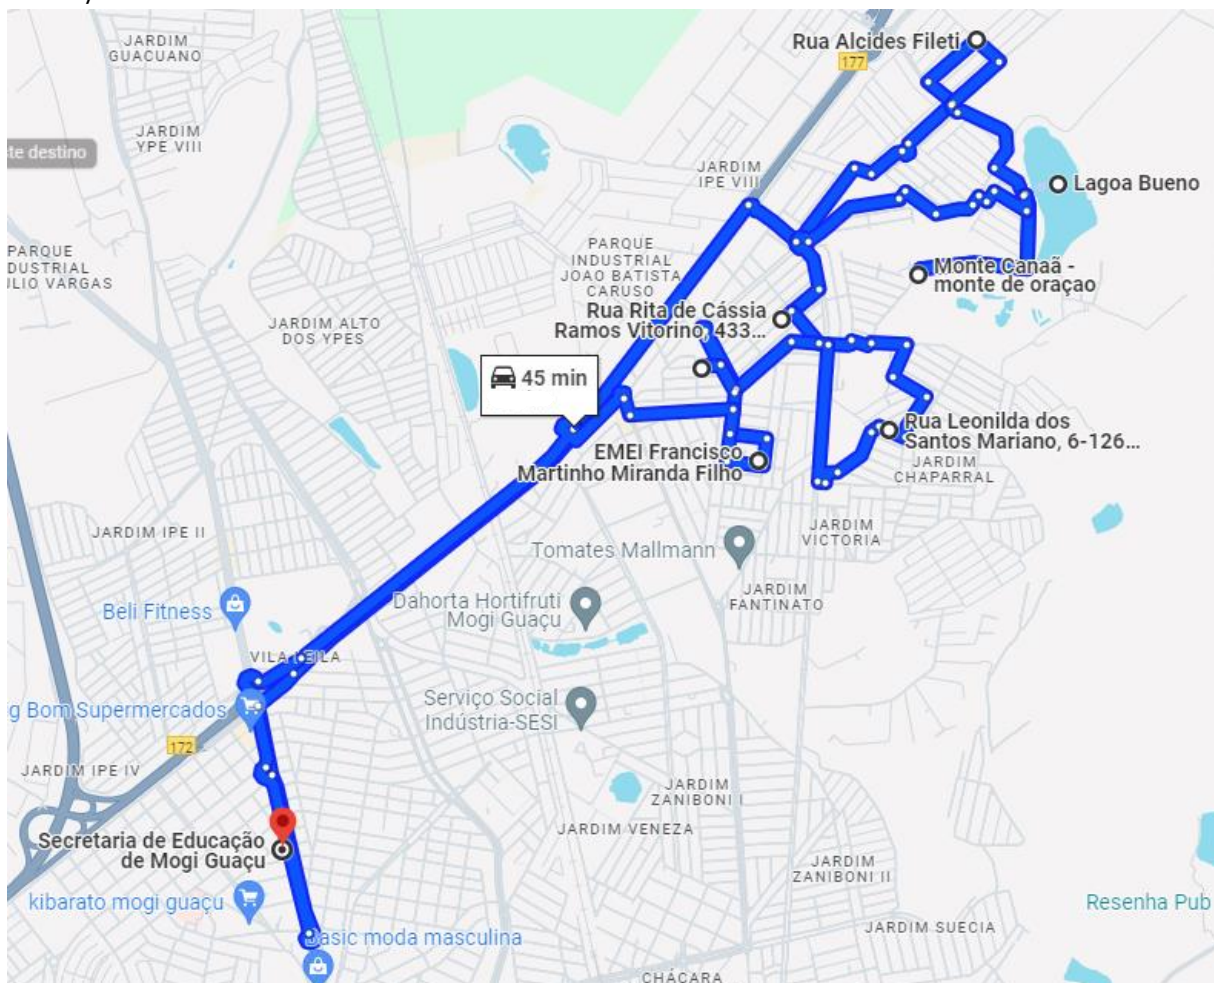 JARDIM
GUACUANO
Rua Alcides Fileti
177
JARDIM
YPE VIII
te destino
JARDIM
IPE VIII
Lagoa Bueno
PARQUE
DUSTRIAL
LIO VARGAS
PARQUE
INDUSTRIAL
JOAO BATISTA
CARUSO
Monte Canaã -
monte de oraçao
Rua Rita de Cássia
Ramos Vitorino, 433...
JARDIM ALTO
DOS YPES
45 min
Rua Leonilda dos
Santos Mariano, 6-126...
EMEI Francisco
Martinho Miranda Filho
JARDIM
CHAPARRAL
JARDIM IPE II
JARDIM
VICTORIA
Tomates Mallmann
JARDIM
FANTINATO
Beli Fitness
Dahorta Hortifruti
Mogi Guaçu
VILA LEILA
g Bom Supermercados
Serviço Social
Indústria-SESI
172
JARDIM IPE IV
JARDIM
ZANIBONI I
JARDIM VENEZA
Secretaria de Educação
de Mogi Guaçu
JARDIM
ZANIBONI II
kibarato mogi guaçu
Resenha Pub
JARDIM SUECIA
Basic moda masculina
CHÁCARA